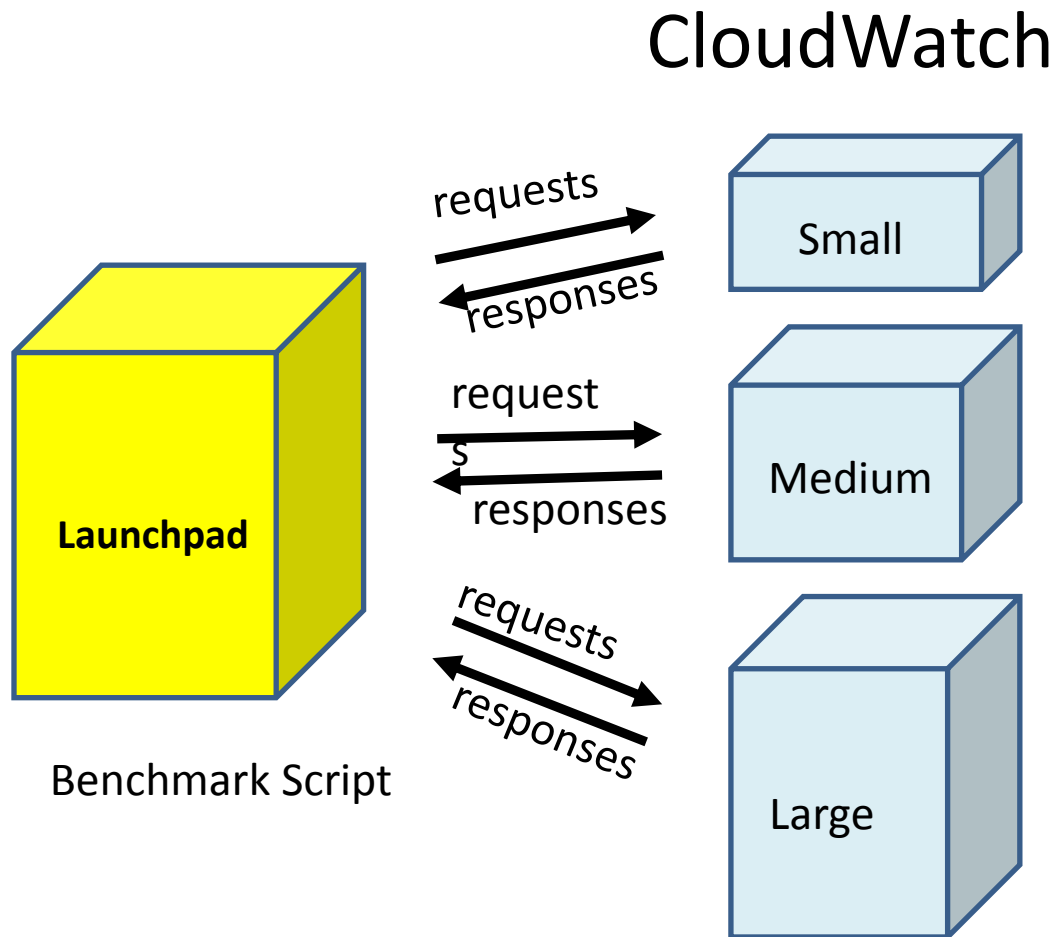 CloudWatch
requests
Small
responses
request
s
Medium
responses
Launchpad
requests
responses
Benchmark Script
Large